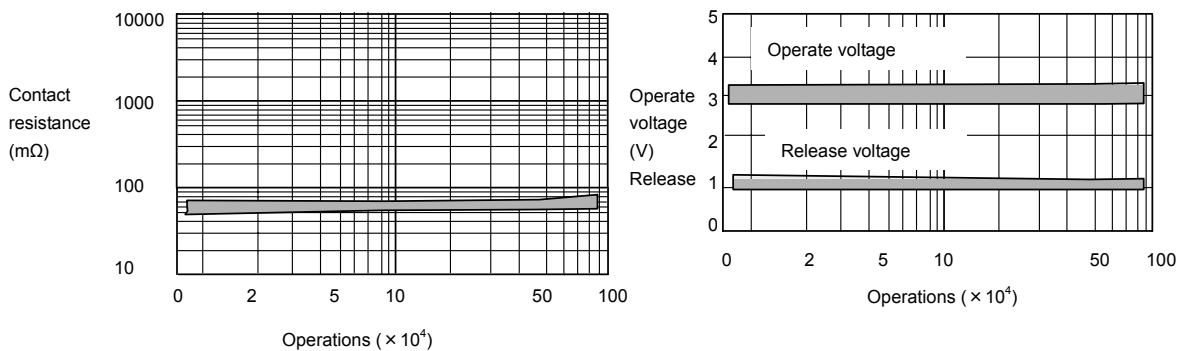 10000
1000
100
10
Contact
resistance
(mΩ)
0 2 5 10 50 100
Operations ( × 10⁴)
5
4
3
2
1
0
Operate
voltage
(V)
Release
Operate voltage
Release voltage
0 2 5 10 50 100
Operations ( × 10⁴)